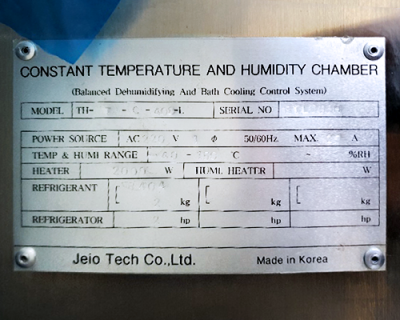 CONSTANT TEMPERATURE AND HUMIDITY CHAMBER
(Balanced Dehumidifying And Bath Cooling Control System)
MODEL TH- -L SERIAL NO
POWER SOURCE AC V Φ 50/60Hz MAX. A
TEMP & HUMI RANGE ℃ ~ %RH
HEATER W HUMI. HEATER W
REFRIGERANT [ kg [ kg [ kg
REFRIGERATOR hp hp hp
Jeio Tech Co.,Ltd. Made in Korea